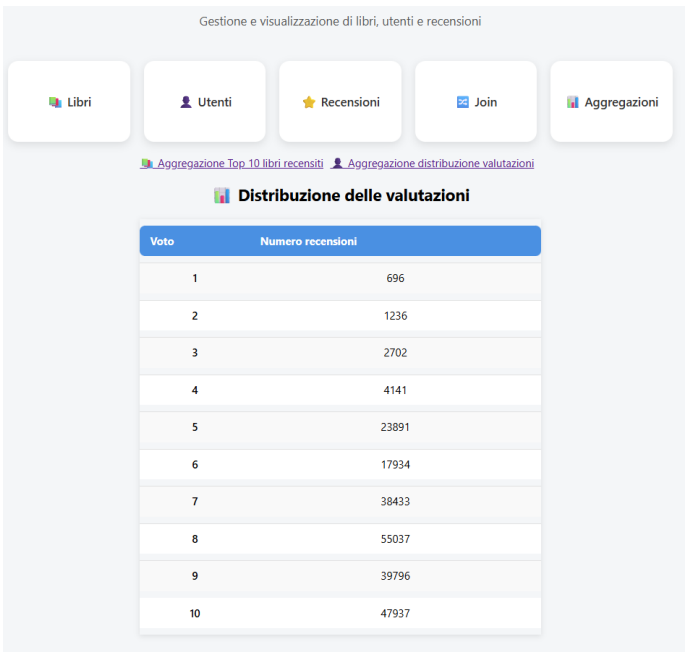 Gestione e visualizzazione di libri, utenti e recensioni
Libri
Utenti
Recensioni
Join
Aggregazioni
Aggregazione Top 10 libri recensiti Aggregazione distribuzione valutazioni
Distribuzione delle valutazioni
Voto Numero recensioni
1 696
2 1236
3 2702
4 4141
5 23891
6 17934
7 38433
8 55037
9 39796
10 47937